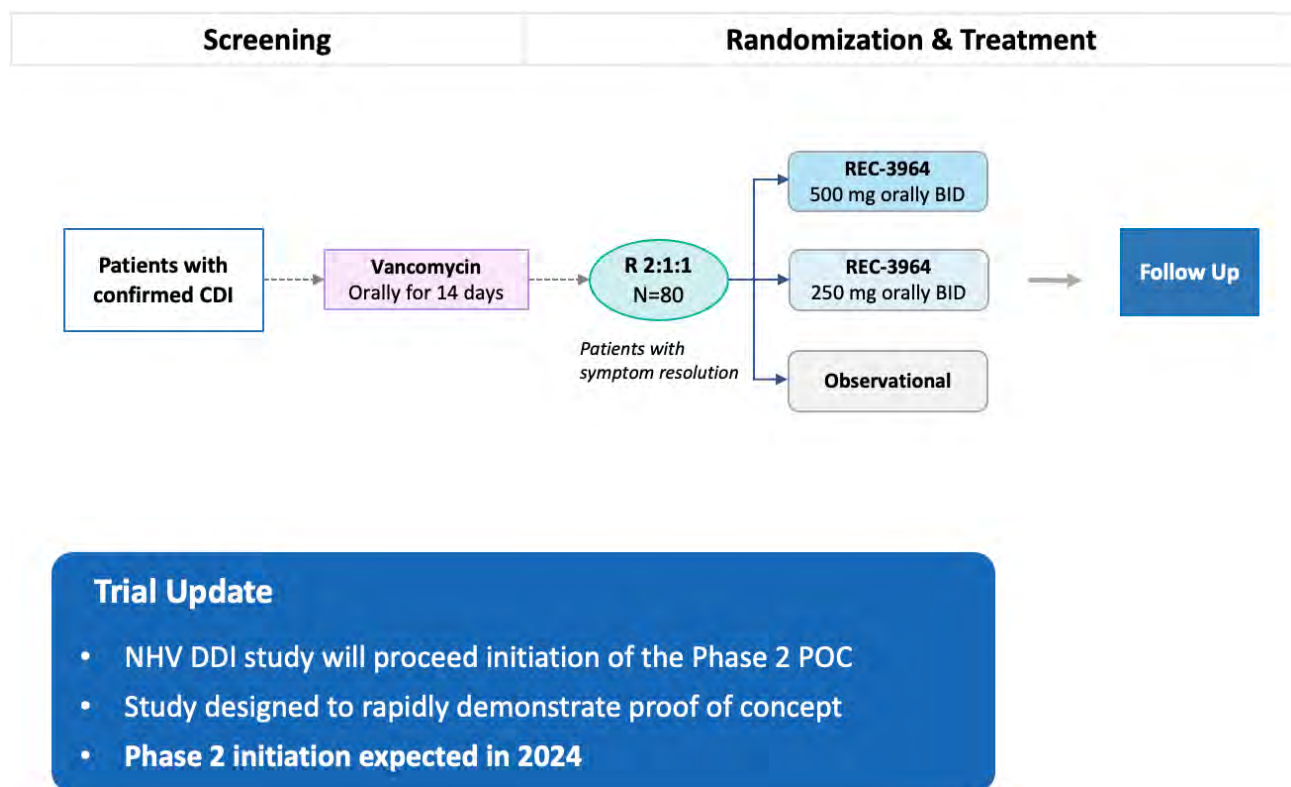 Screening
Randomization & Treatment
Patients with
confirmed CDI
Vancomycin
Orally for 14 days
R 2:1:1
N=80
Patients with
symptom resolution
REC-3964
500 mg orally BID
REC-3964
250 mg orally BID
Observational
Follow Up
Trial Update
• NHV DDI study will proceed initiation of the Phase 2 POC
• Study designed to rapidly demonstrate proof of concept
• Phase 2 initiation expected in 2024